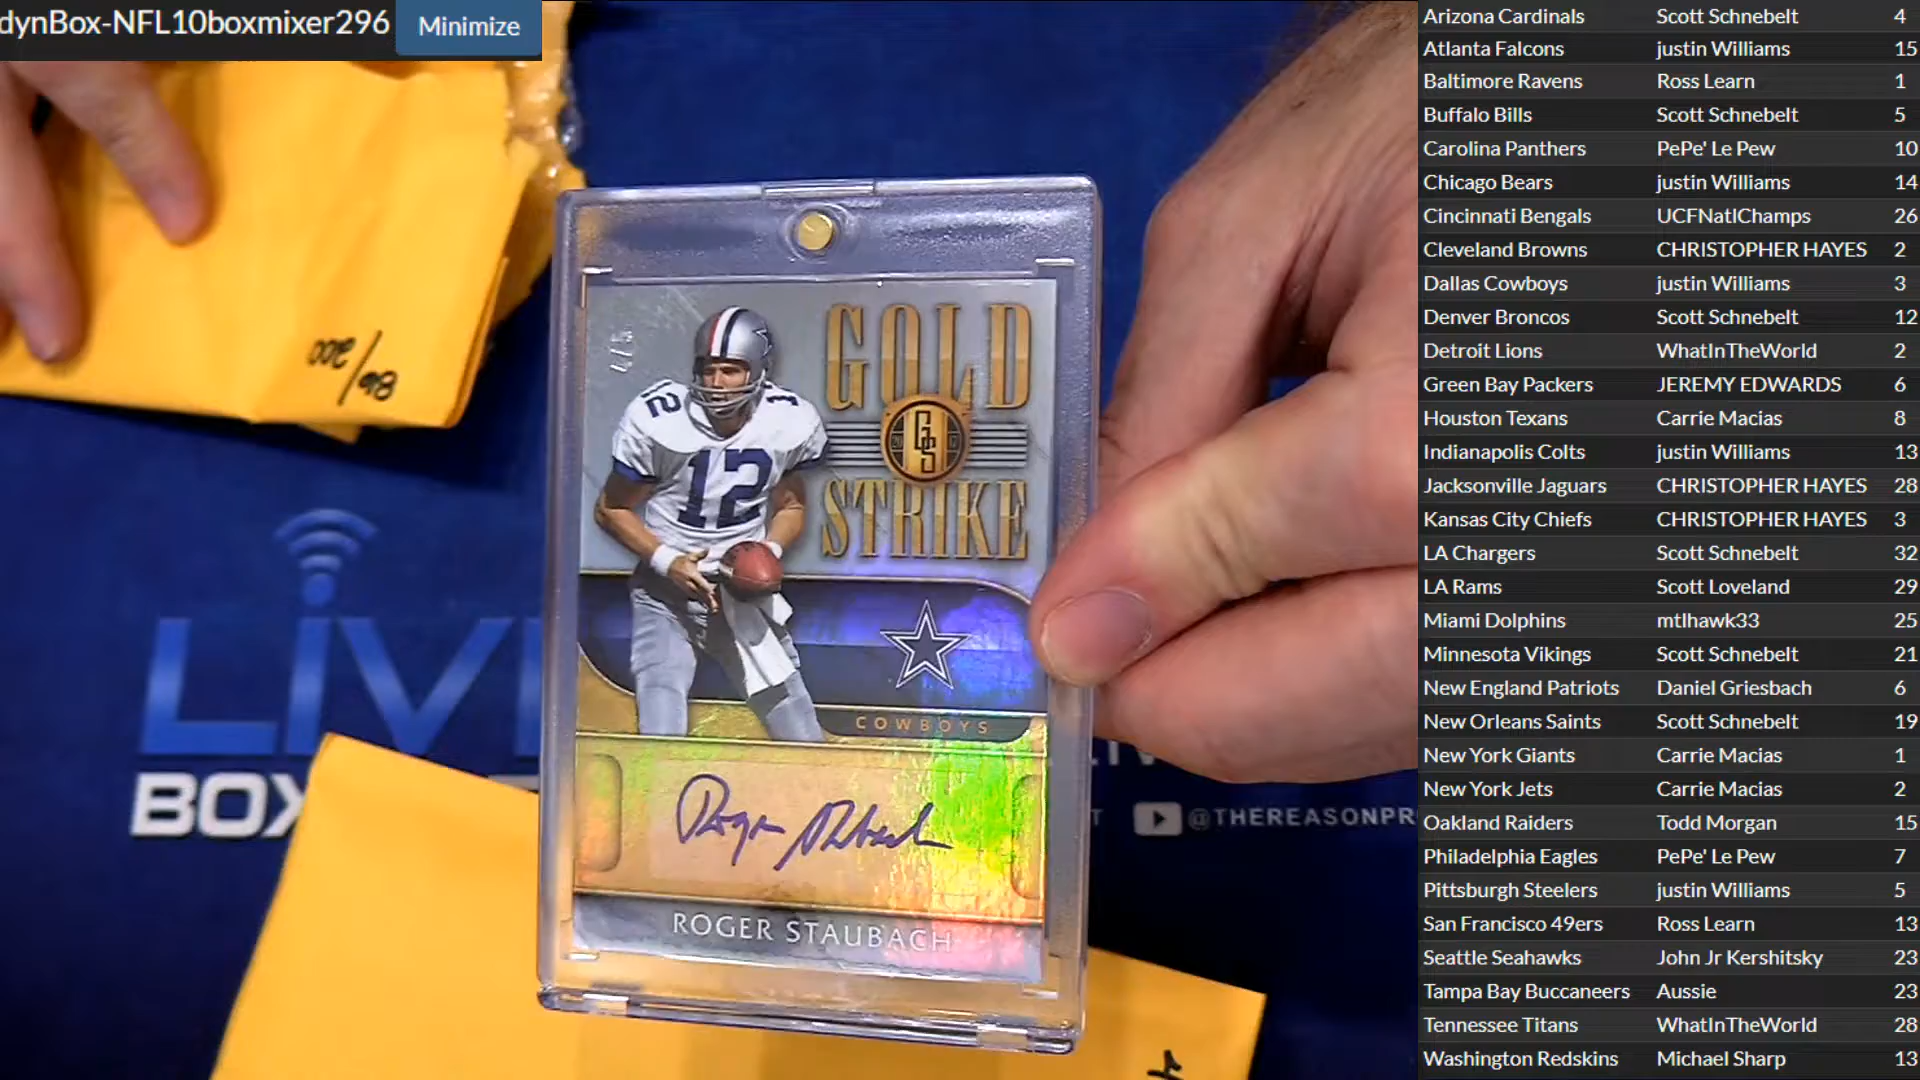 dynBox-NFL10boxmixer296
Minimize
98/300
GOLD
GS
STRIKE
12
12
COWBOYS
Roger Staubach
ROGER STAUBACH
LIV
BOX
@THEREASONPR
Arizona Cardinals Scott Schnebelt 4
Atlanta Falcons justin Williams 15
Baltimore Ravens Ross Learn 1
Buffalo Bills Scott Schnebelt 5
Carolina Panthers PePe' Le Pew 10
Chicago Bears justin Williams 14
Cincinnati Bengals UCFNatlChamps 26
Cleveland Browns CHRISTOPHER HAYES 2
Dallas Cowboys justin Williams 3
Denver Broncos Scott Schnebelt 12
Detroit Lions WhatInTheWorld 2
Green Bay Packers JEREMY EDWARDS 6
Houston Texans Carrie Macias 8
Indianapolis Colts justin Williams 13
Jacksonville Jaguars CHRISTOPHER HAYES 28
Kansas City Chiefs CHRISTOPHER HAYES 3
LA Chargers Scott Schnebelt 32
LA Rams Scott Loveland 29
Miami Dolphins mtlhawk33 25
Minnesota Vikings Scott Schnebelt 21
New England Patriots Daniel Griesbach 6
New Orleans Saints Scott Schnebelt 19
New York Giants Carrie Macias 1
New York Jets Carrie Macias 2
Oakland Raiders Todd Morgan 15
Philadelphia Eagles PePe' Le Pew 7
Pittsburgh Steelers justin Williams 5
San Francisco 49ers Ross Learn 13
Seattle Seahawks John Jr Kershitsky 23
Tampa Bay Buccaneers Aussie 23
Tennessee Titans WhatInTheWorld 28
Washington Redskins Michael Sharp 13